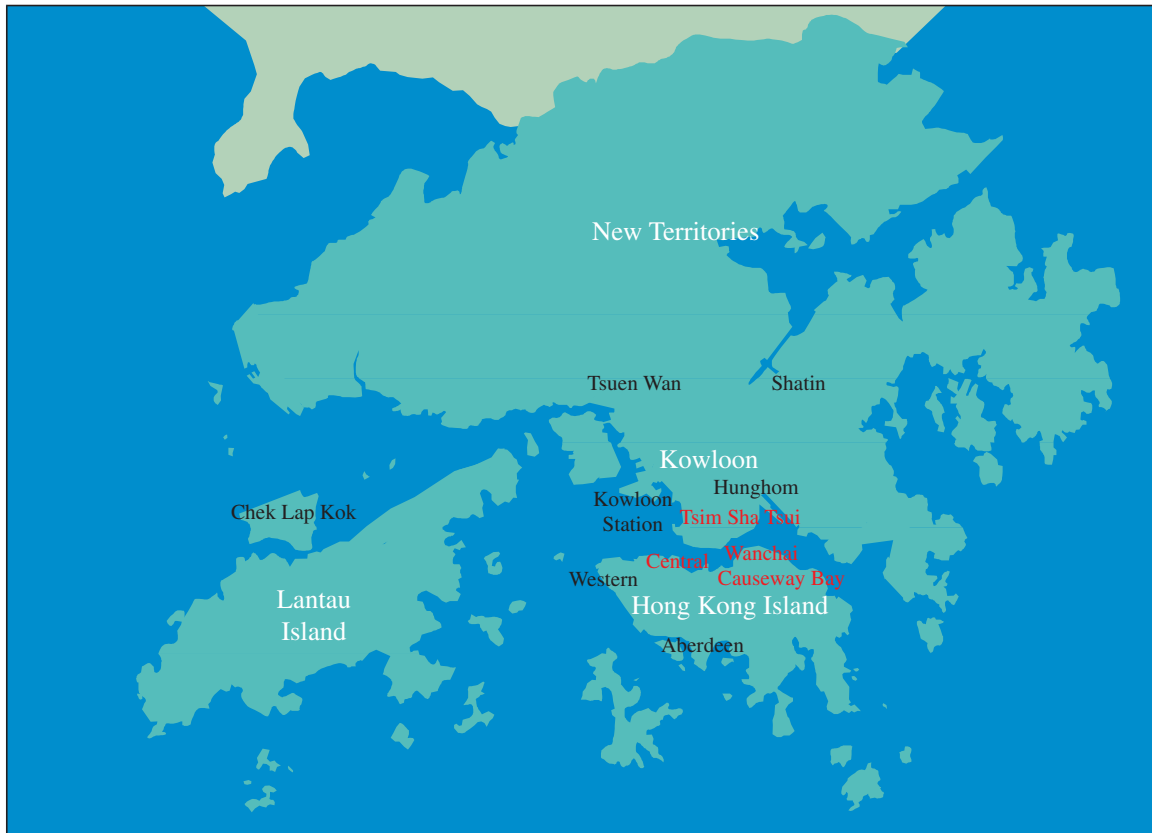 New Territories
Tsuen Wan
Shatin
Kowloon
Hunghom
Kowloon
Station
Tsim Sha Tsui
Chek Lap Kok
Wanchai
Central
Western
Causeway Bay
Lantau
Island
Hong Kong Island
Aberdeen